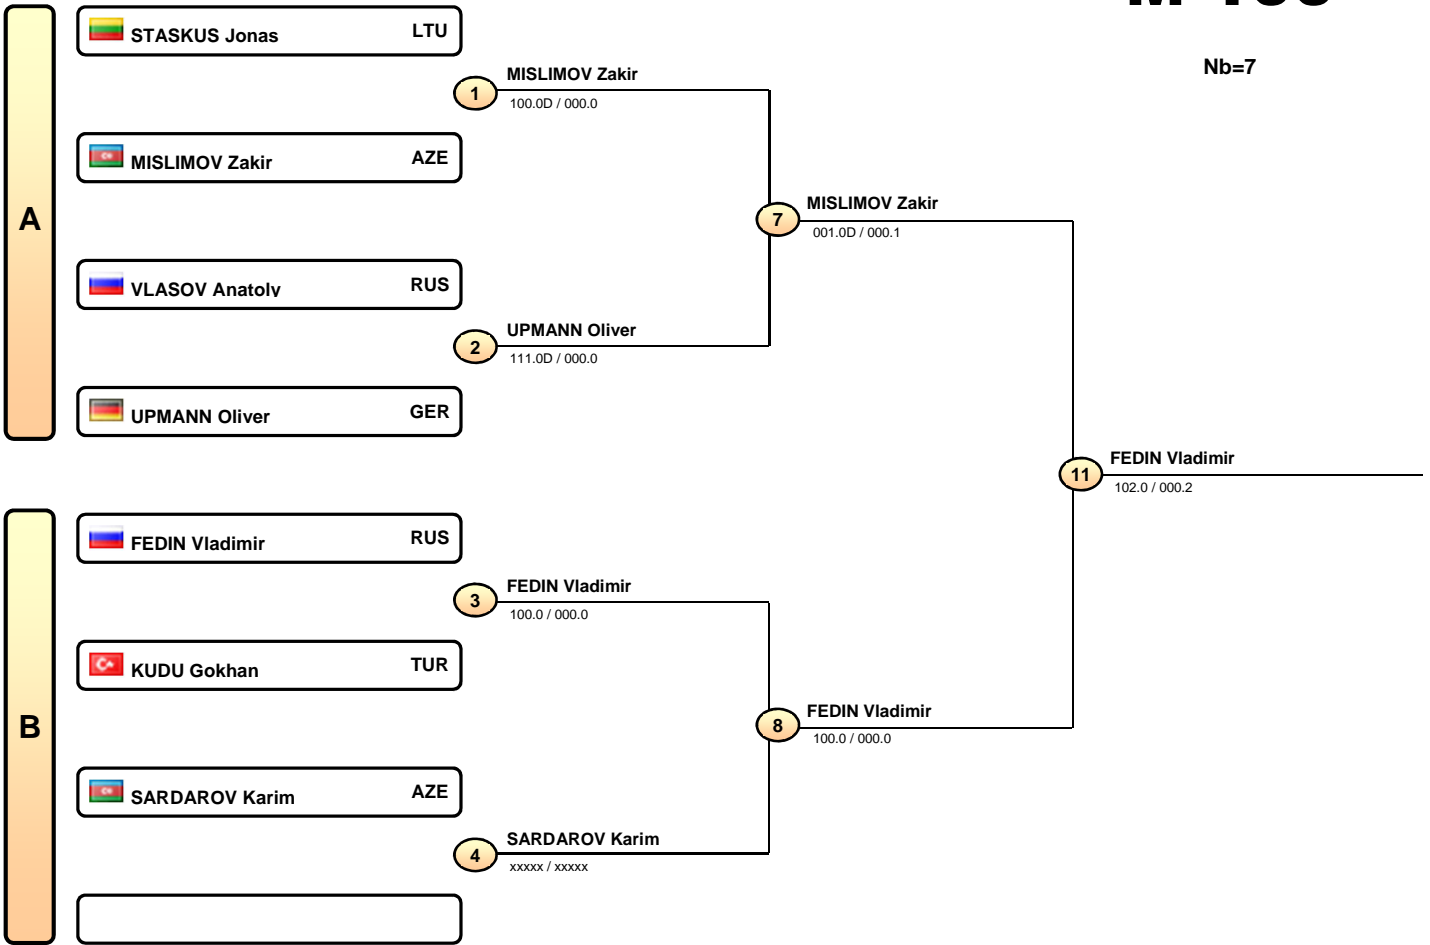 Nb=7
A
STASKUS Jonas LTU
1 MISLIMOV Zakir
100.0D / 000.0
MISLIMOV Zakir AZE
7 MISLIMOV Zakir
001.0D / 000.1
VLASOV Anatoly RUS
2 UPMANN Oliver
111.0D / 000.0
UPMANN Oliver GER
11 FEDIN Vladimir
102.0 / 000.2
B
FEDIN Vladimir RUS
3 FEDIN Vladimir
100.0 / 000.0
KUDU Gokhan TUR
8 FEDIN Vladimir
100.0 / 000.0
SARDAROV Karim AZE
4 SARDAROV Karim
xxxxx / xxxxx